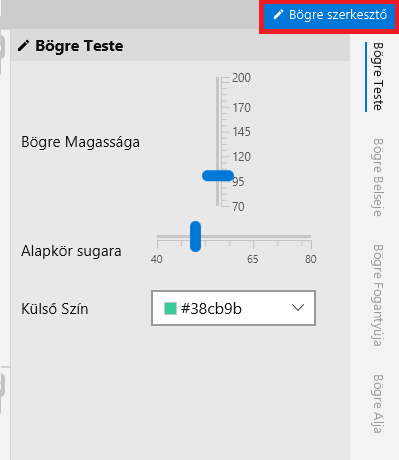 Bögre szerkesztő
Bögre Teste
Bögre Magassága
200
170
145
120
95
70
Alapkör sugara
40
65
80
Külső Szín
#38cb9b
Bögre Teste
Bögre Belseje
Bögre Fogantyúja
Bögre Alja